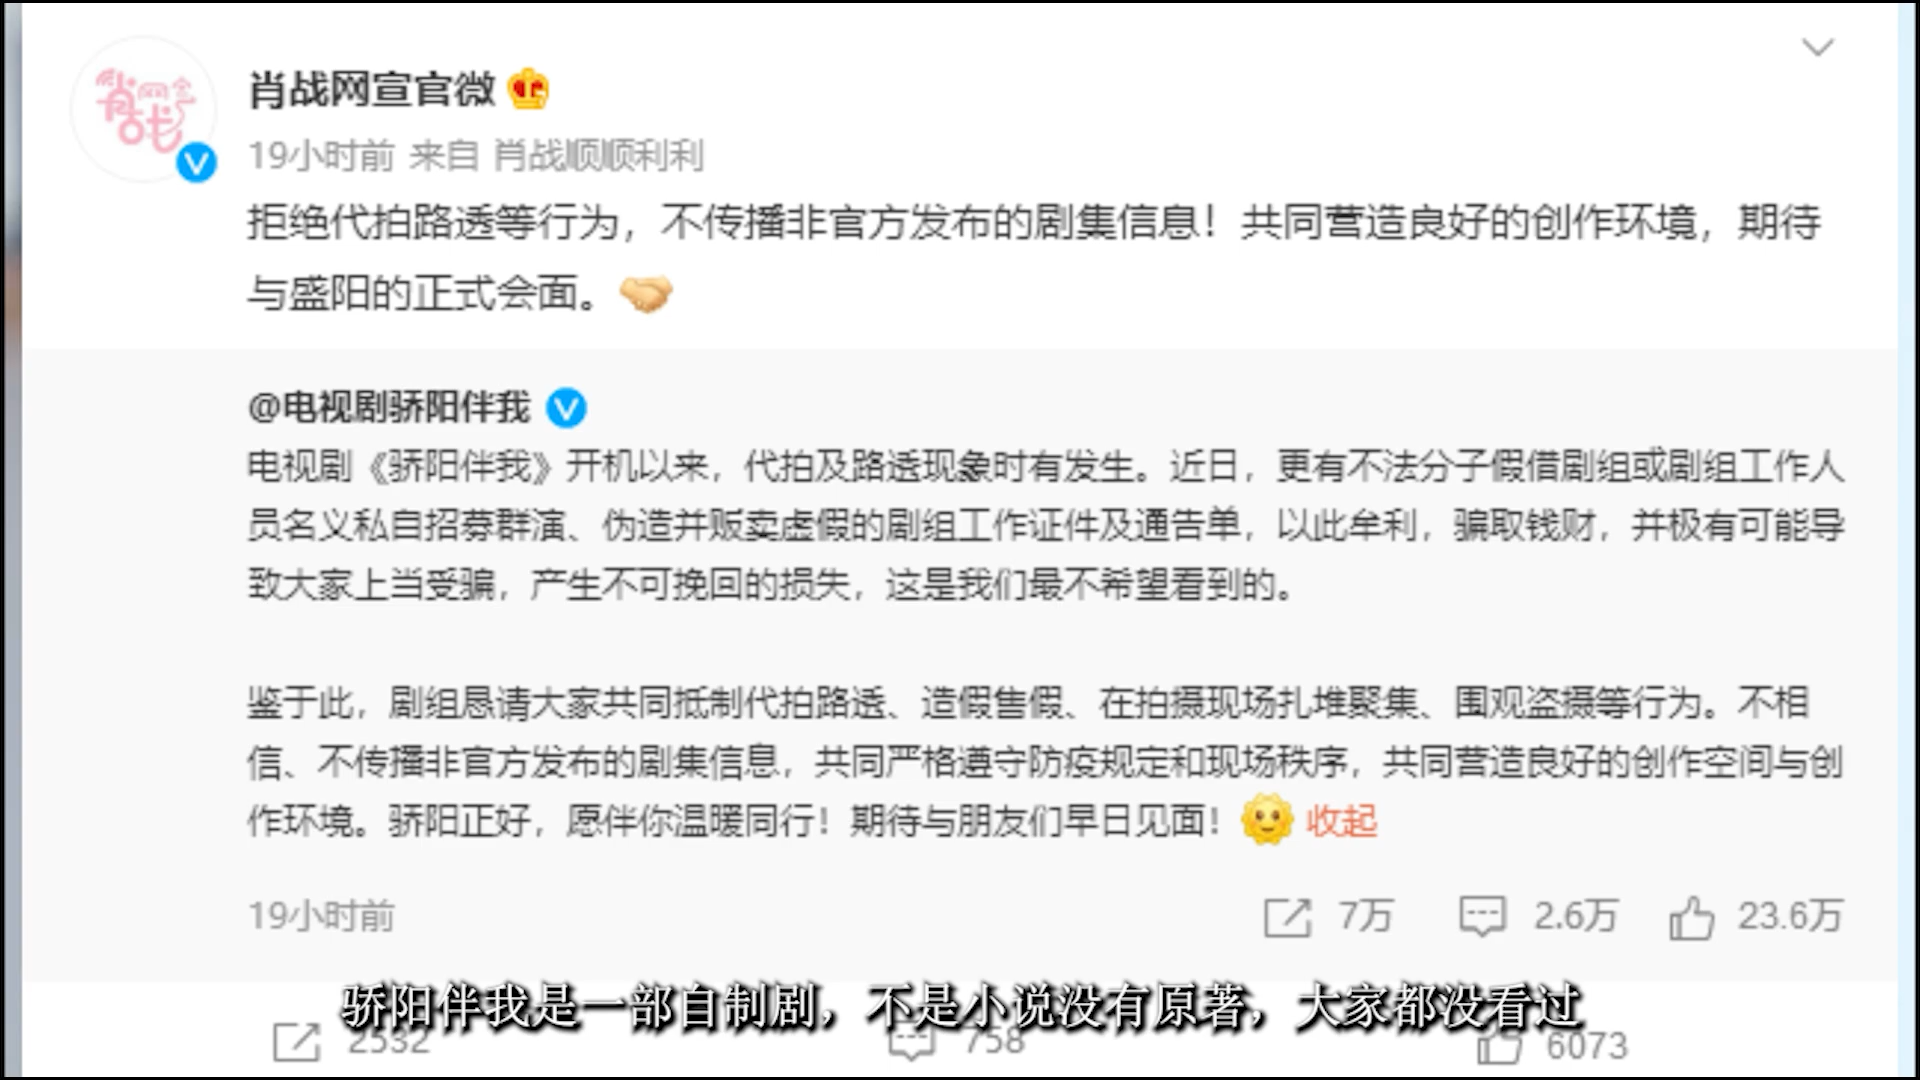 肖战网宣
肖战网宣官微
19小时前 来自 肖战顺顺利利
拒绝代拍路透等行为，不传播非官方发布的剧集信息！共同营造良好的创作环境，期待
与盛阳的正式会面。
@电视剧骄阳伴我
电视剧《骄阳伴我》开机以来，代拍及路透现象时有发生。近日，更有不法分子假借剧组或剧组工作人
员名义私自招募群演、伪造并贩卖虚假的剧组工作证件及通告单，以此牟利，骗取钱财，并极有可能导
致大家上当受骗，产生不可挽回的损失，这是我们最不希望看到的。
鉴于此，剧组恳请大家共同抵制代拍路透、造假售假、在拍摄现场扎堆聚集、围观盗摄等行为。不相
信、不传播非官方发布的剧集信息，共同严格遵守防疫规定和现场秩序，共同营造良好的创作空间与创
作环境。骄阳正好，愿伴你温暖同行！期待与朋友们早日见面！ 收起
19小时前 7万 2.6万 23.6万
骄阳伴我是一部自制剧，不是小说没有原著，大家都没看过
2532 758 6073